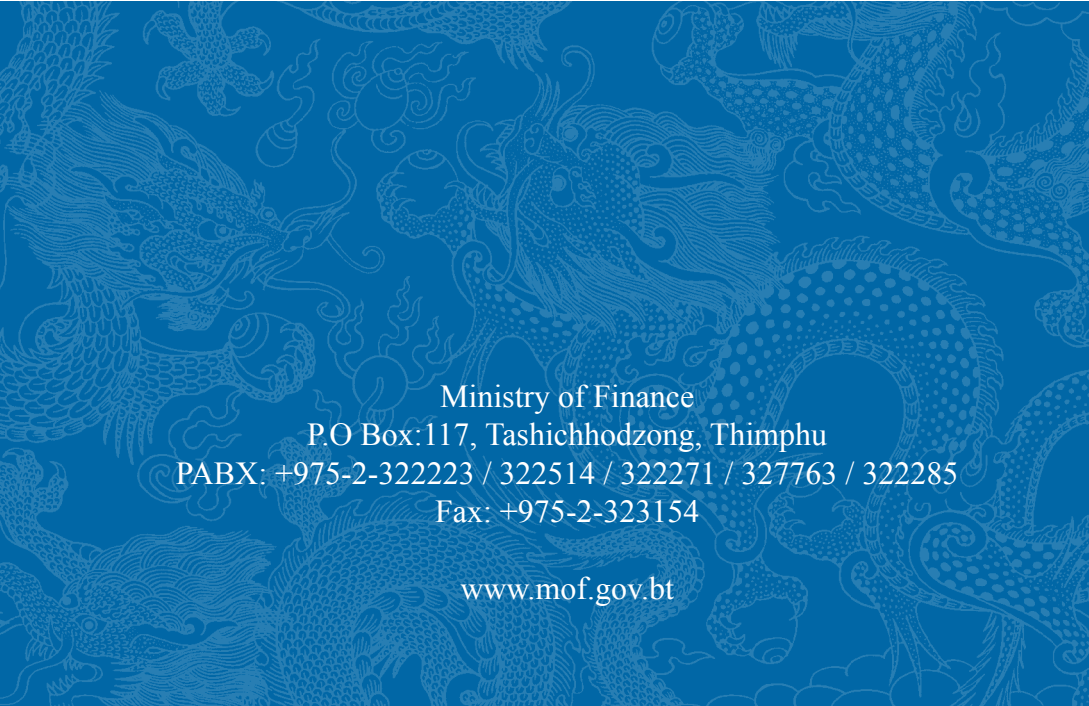 Ministry of Finance
P.O Box:117, Tashichhodzong, Thimphu
PABX: +975-2-322223 / 322514 / 322271 / 327763 / 322285
Fax: +975-2-323154
www.mof.gov.bt